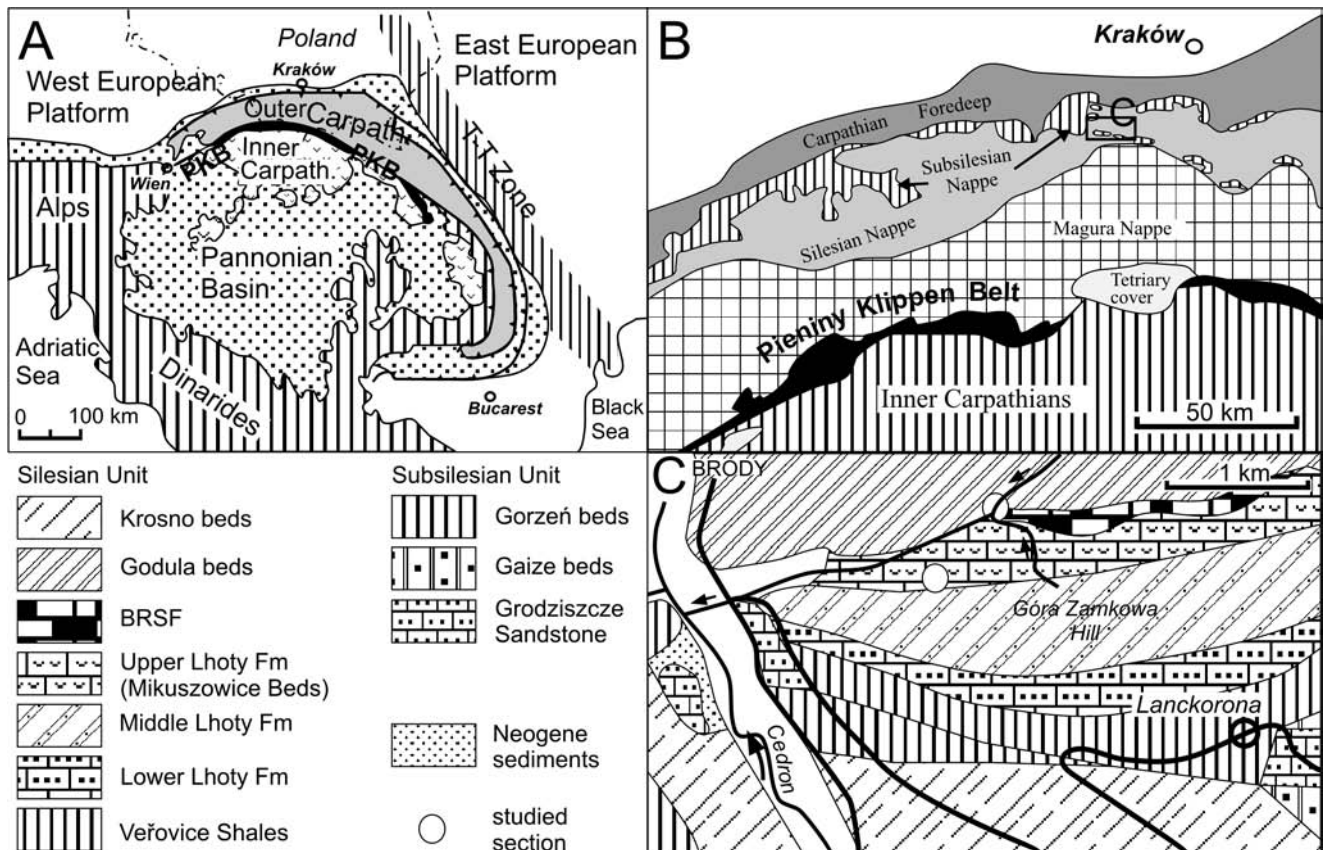 A
Poland
Kraków
West European
Platform
East European
Platform
Outer Carpath.
PKB
PKB
Inner
Carpath.
T-T Zone
Wien
Alps
Pannonian
Basin
Adriatic
Sea
Dinarides
0 100 km
Bucarest
Black
Sea
B
Kraków
Carpathian Foredeep
C
Subsilesian
Nappe
Silesian Nappe
Magura Nappe
Tetriary
cover
Pieniny Klippen Belt
Inner Carpathians
50 km
Silesian Unit
Krosno beds
Godula beds
BRSF
Upper Lhoty Fm
(Mikuszowice Beds)
Middle Lhoty Fm
Lower Lhoty Fm
Veřovice Shales
Subsilesian Unit
Gorzeń beds
Gaize beds
Grodziszcze
Sandstone
Neogene
sediments
studied
section
C
BRODY
1 km
Góra Zamkowa
Hill
Lanckorona
Cedron